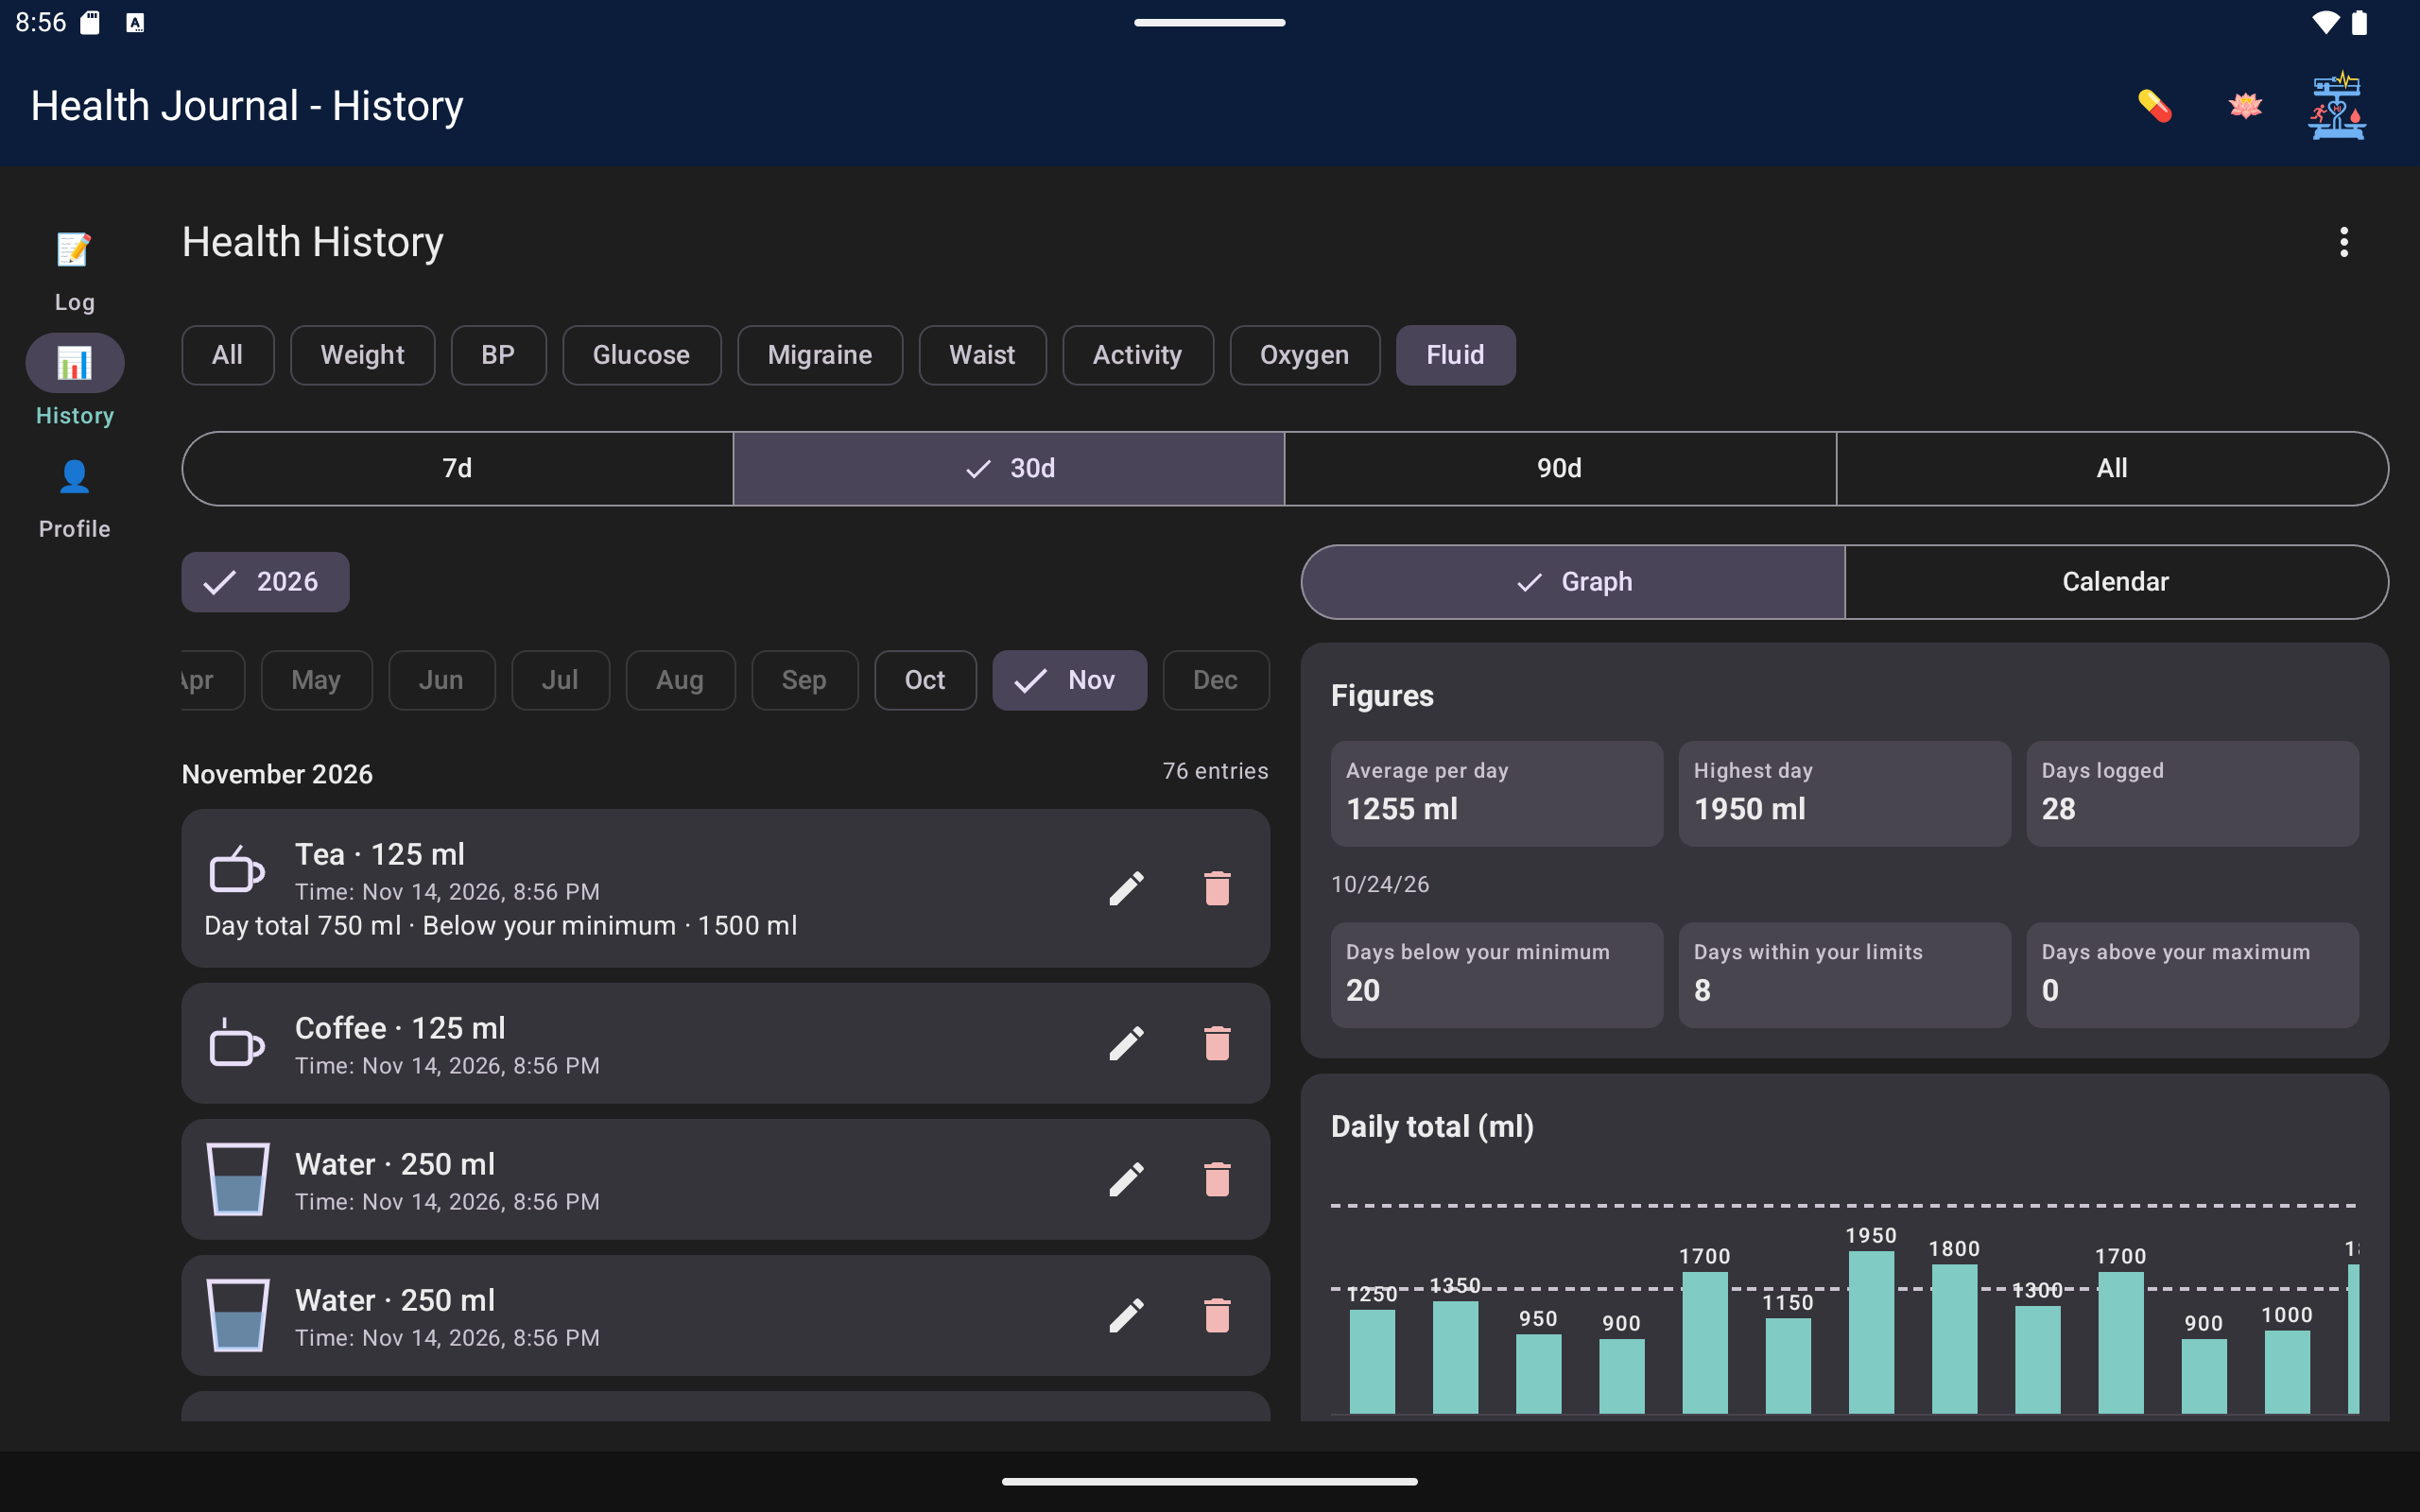 8:56
Health Journal - History
Log
History
Profile
Health History
All Weight BP Glucose Migraine Waist Activity Oxygen Fluid
7d 30d 90d All
2026
Apr May Jun Jul Aug Sep Oct Nov Dec
November 2026 76 entries
Tea · 125 ml
Time: Nov 14, 2026, 8:56 PM
Day total 750 ml · Below your minimum · 1500 ml
Coffee · 125 ml
Time: Nov 14, 2026, 8:56 PM
Water · 250 ml
Time: Nov 14, 2026, 8:56 PM
Water · 250 ml
Time: Nov 14, 2026, 8:56 PM
Graph Calendar
Figures
Average per day Highest day Days logged
1255 ml 1950 ml 28
10/24/26
Days below your minimum Days within your limits Days above your maximum
20 8 0
Daily total (ml)
1250 1350 950 900 1700 1150 1950 1800 1300 1700 900 1000